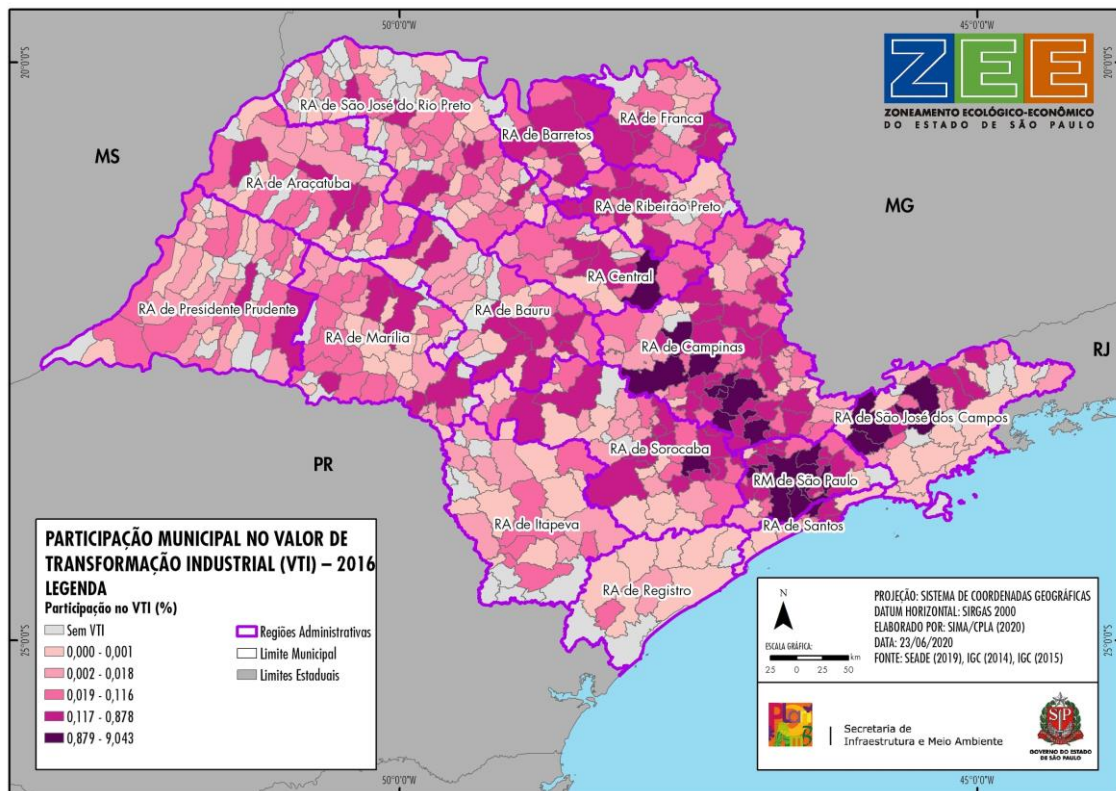 50°0'0"W
45°0'0"W
20°0'0"S
20°0'0"S
ZEE
ZONEAMENTO ECOLÓGICO-ECONÔMICO
DO ESTADO DE SÃO PAULO
RA de São José do Rio Preto
RA de Barretos
RA de Franca
MS
RA de Araçatuba
MG
RA de Ribeirão Preto
RA Central
RA de Presidente Prudente
RA de Bauru
RA de Marília
RA de Campinas
RJ
RA de São José dos Campos
RA de Sorocaba
PR
RM de São Paulo
RA de Itapeva
RA de Santos
RA de Registro
PARTICIPAÇÃO MUNICIPAL NO VALOR DE
TRANSFORMAÇÃO INDUSTRIAL (VTI) – 2016
LEGENDA
Participação no VTI (%)
Sem VTI
0,000 - 0,001
0,002 - 0,018
0,019 - 0,116
0,117 - 0,878
0,879 - 9,043
Regiões Administrativas
Limite Municipal
Limites Estaduais
N
ESCALA GRÁFICA:
25 0 25 50 km
PROJEÇÃO: SISTEMA DE COORDENADAS GEOGRÁFICAS
DATUM HORIZONTAL: SIRGAS 2000
ELABORADO POR: SIMA/CPLA (2020)
DATA: 23/06/2020
FONTE: SEADE (2019), IGC (2014), IGC (2015)
Secretaria de
Infraestrutura e Meio Ambiente
SP
GOVERNO DO ESTADO
DE SÃO PAULO
25°0'0"S
25°0'0"S
50°0'0"W
45°0'0"W